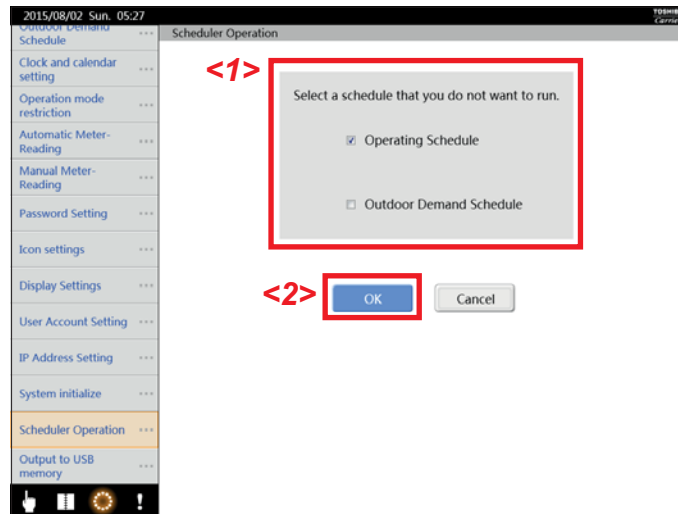 2015/08/02 Sun. 05:27
TOSHIB
Carrie
Outdoor Demand
Schedule
Clock and calendar
setting
Operation mode
restriction
Automatic Meter-
Reading
Manual Meter-
Reading
Password Setting
Icon settings
Display Settings
User Account Setting
IP Address Setting
System initialize
Scheduler Operation
Output to USB
memory
Scheduler Operation
<1>
Select a schedule that you do not want to run.
Operating Schedule
Outdoor Demand Schedule
<2>
OK
Cancel